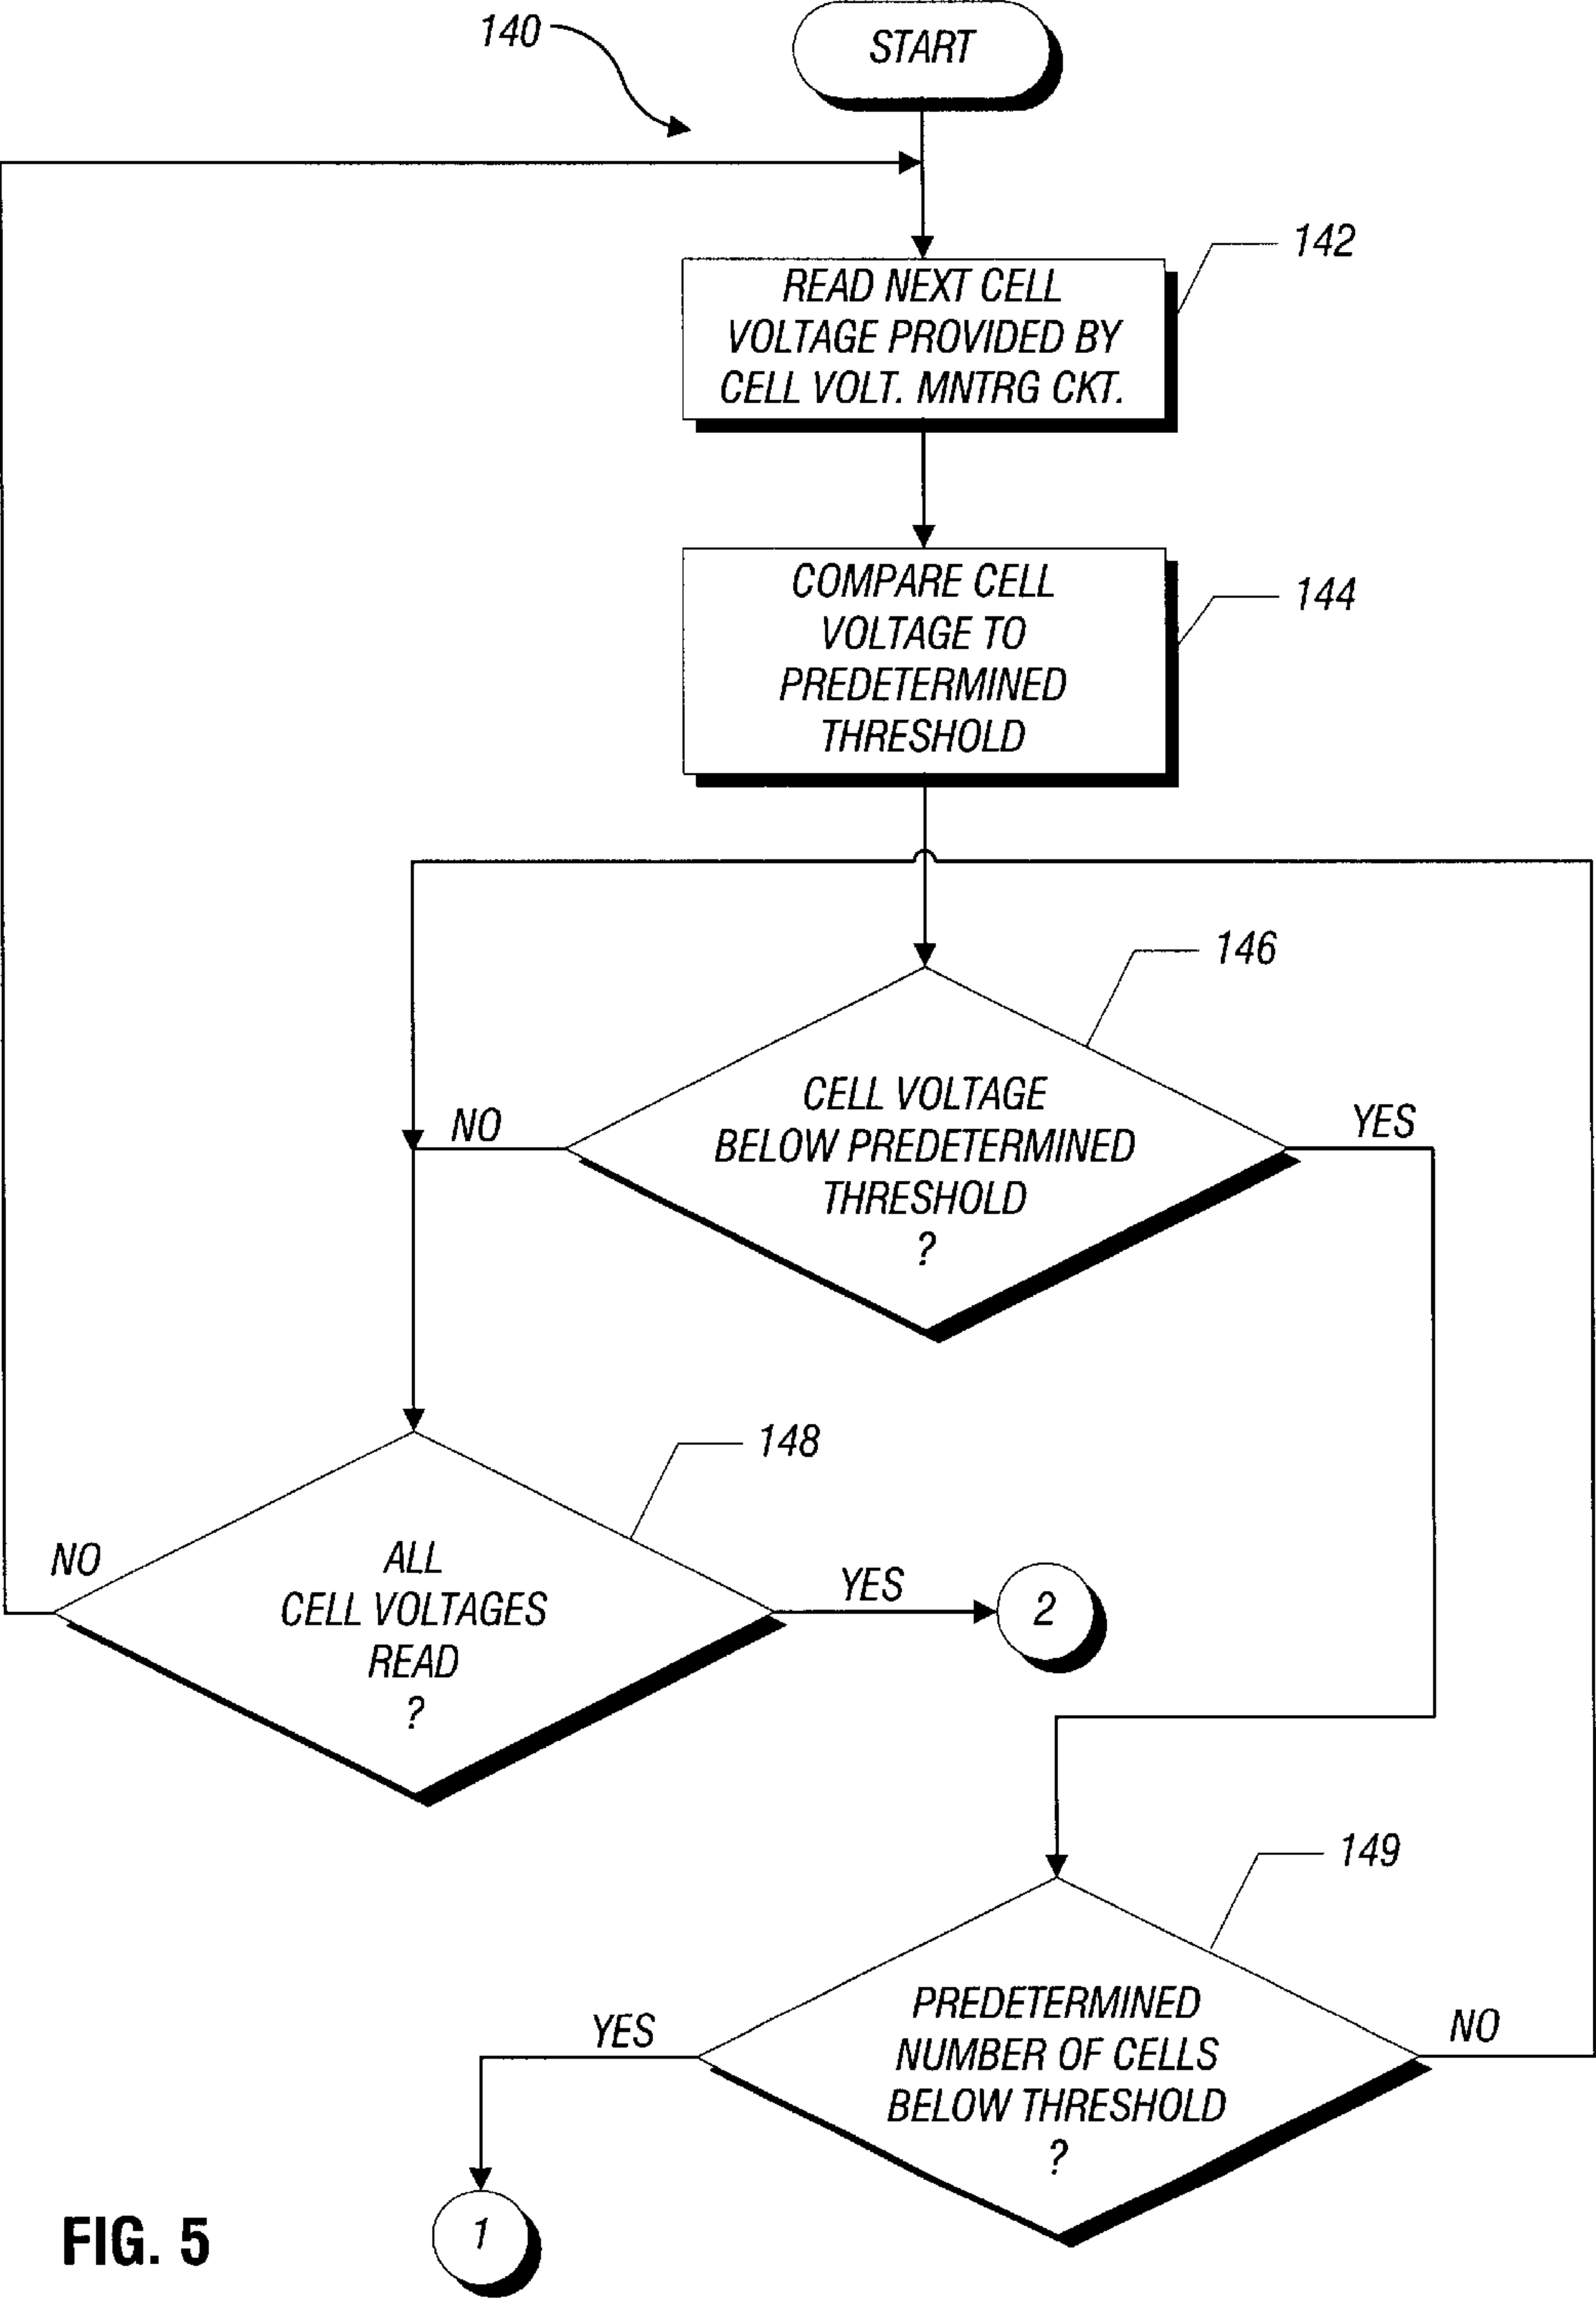 140
START
142
READ NEXT CELL
VOLTAGE PROVIDED BY
CELL VOLT. MNTRG CKT.
144
COMPARE CELL
VOLTAGE TO
PREDETERMINED
THRESHOLD
146
CELL VOLTAGE
BELOW PREDETERMINED
THRESHOLD
?
NO
YES
148
ALL
CELL VOLTAGES
READ
?
NO
YES
2
149
PREDETERMINED
NUMBER OF CELLS
BELOW THRESHOLD
?
YES
NO
1
FIG. 5